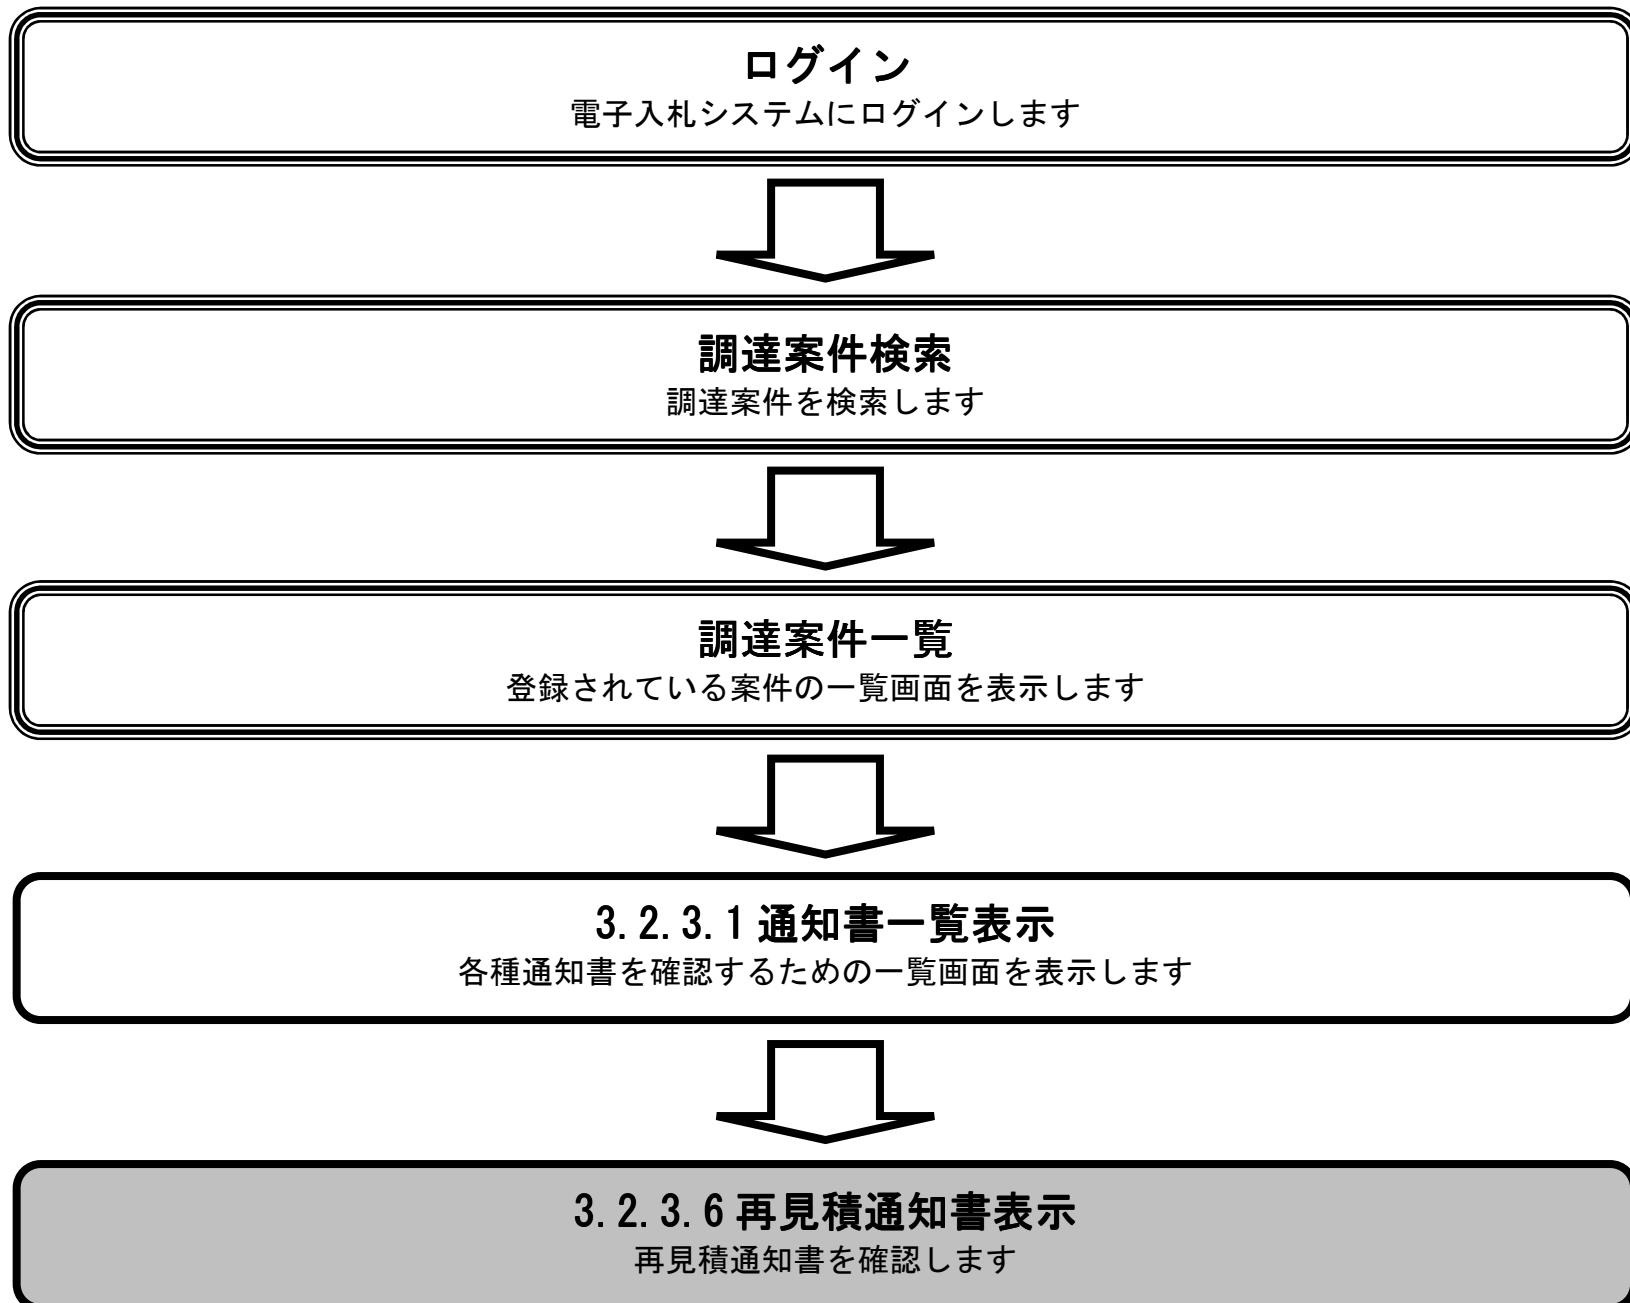 ログイン
電子入札システムにログインします
調達案件検索
調達案件を検索します
調達案件一覧
登録されている案件の一覧画面を表示します
3.2.3.1 通知書一覧表示
各種通知書を確認するための一覧画面を表示します
3.2.3.6 再見積通知書表示
再見積通知書を確認します